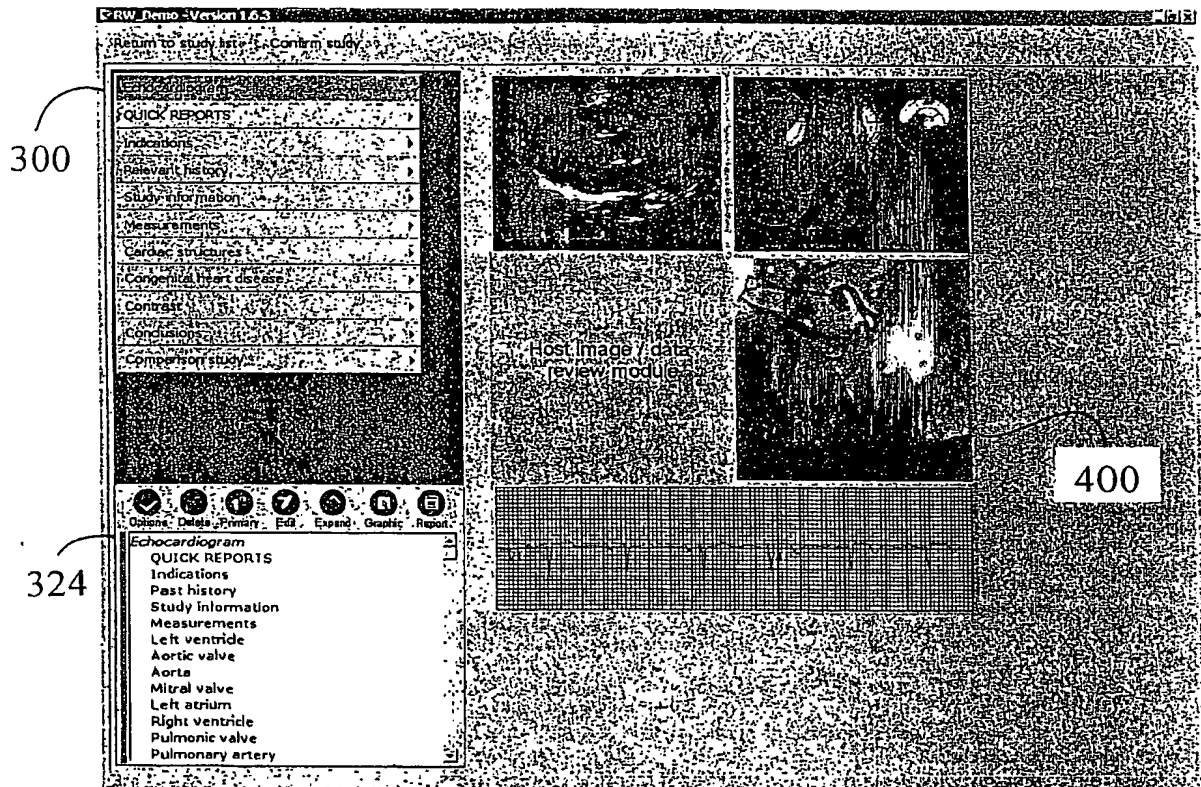 RW_Demo - Version 1.6.3
Return to study list Confirm study
Echocardiogram
QUICK REPORTS
Indications
Relevant history
Study information
Measurements
Cardiac structures
Congenital heart disease
Contrast
Conclusions
Comparison study
300
Host image / data
review module
400
Options Delete Primary Edit Expand Graphic Report
324
Echocardiogram
QUICK REPORTS
Indications
Past history
Study information
Measurements
Left ventricle
Aortic valve
Aorta
Mitral valve
Left atrium
Right ventricle
Pulmonic valve
Pulmonary artery